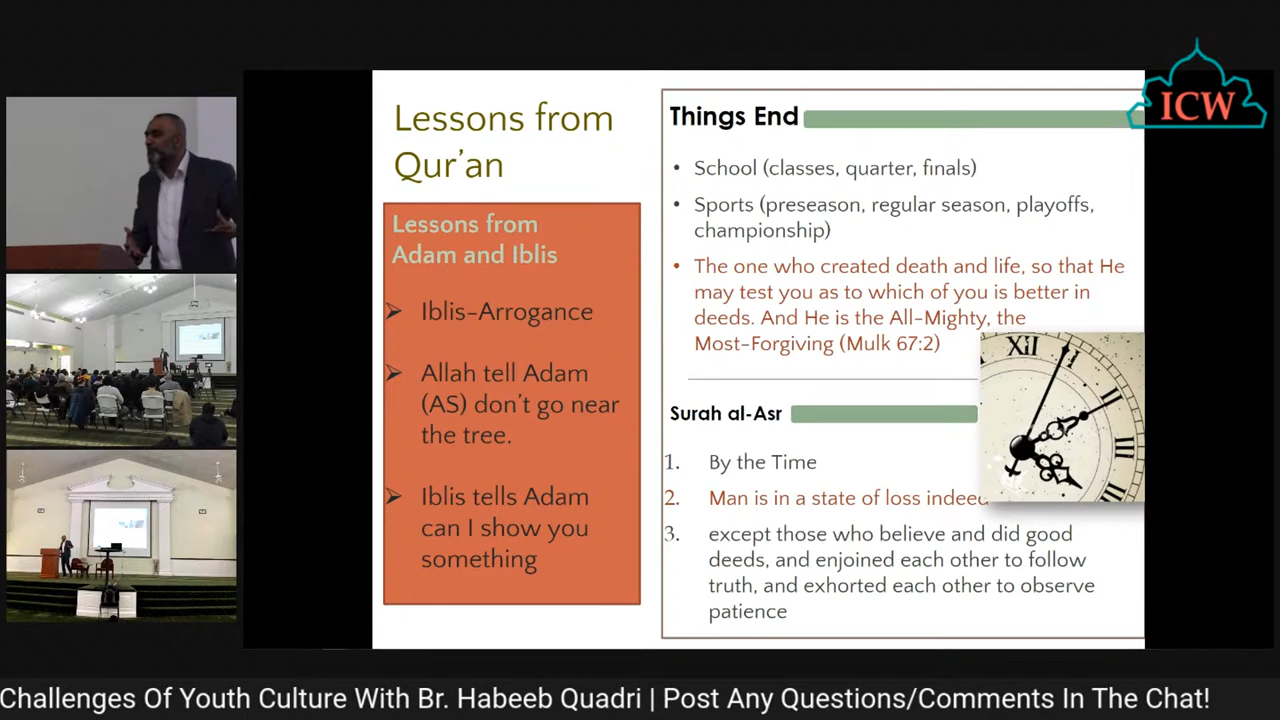 Lessons from
Qur’an
Lessons from
Adam and Iblis
Iblis-Arrogance
Allah tell Adam
(AS) don’t go near
the tree.
Iblis tells Adam
can I show you
something
Things End
• School (classes, quarter, finals)
• Sports (preseason, regular season, playoffs,
championship)
• The one who created death and life, so that He
may test you as to which of you is better in
deeds. And He is the All-Mighty, the
Most-Forgiving (Mulk 67:2)
Surah al-Asr
1. By the Time
2. Man is in a state of loss indeed
3. except those who believe and did good
deeds, and enjoined each other to follow
truth, and exhorted each other to observe
patience
XII
I
II
III
ICW
Challenges Of Youth Culture With Br. Habeeb Quadri | Post Any Questions/Comments In The Chat!